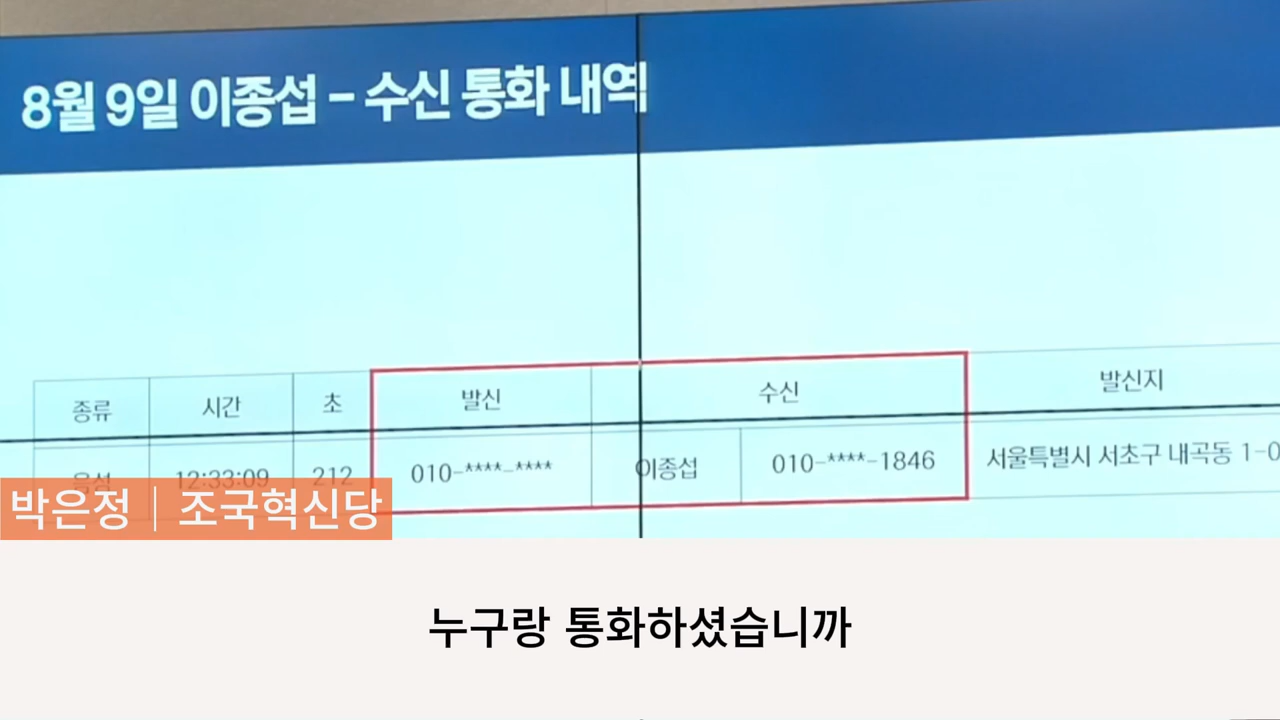 8월 9일 이종섭 – 수신 통화 내역
종류 시간 초 발신 수신 발신지
음성 12:33:09 212 010-****-**** 이종섭 010-****-1846 서울특별시 서초구 내곡동 1-0
박은정 | 조국혁신당
누구랑 통화하셨습니까